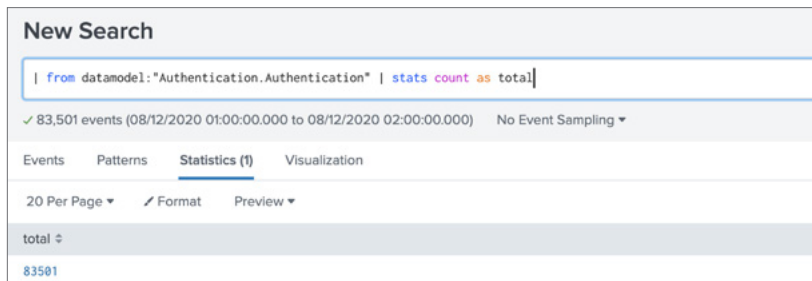 New Search
| from datamodel:"Authentication.Authentication" | stats count as total
✓ 83,501 events (08/12/2020 01:00:00.000 to 08/12/2020 02:00:00.000) No Event Sampling ▾
Events Patterns Statistics (1) Visualization
20 Per Page ▾ Format Preview ▾
total
83501